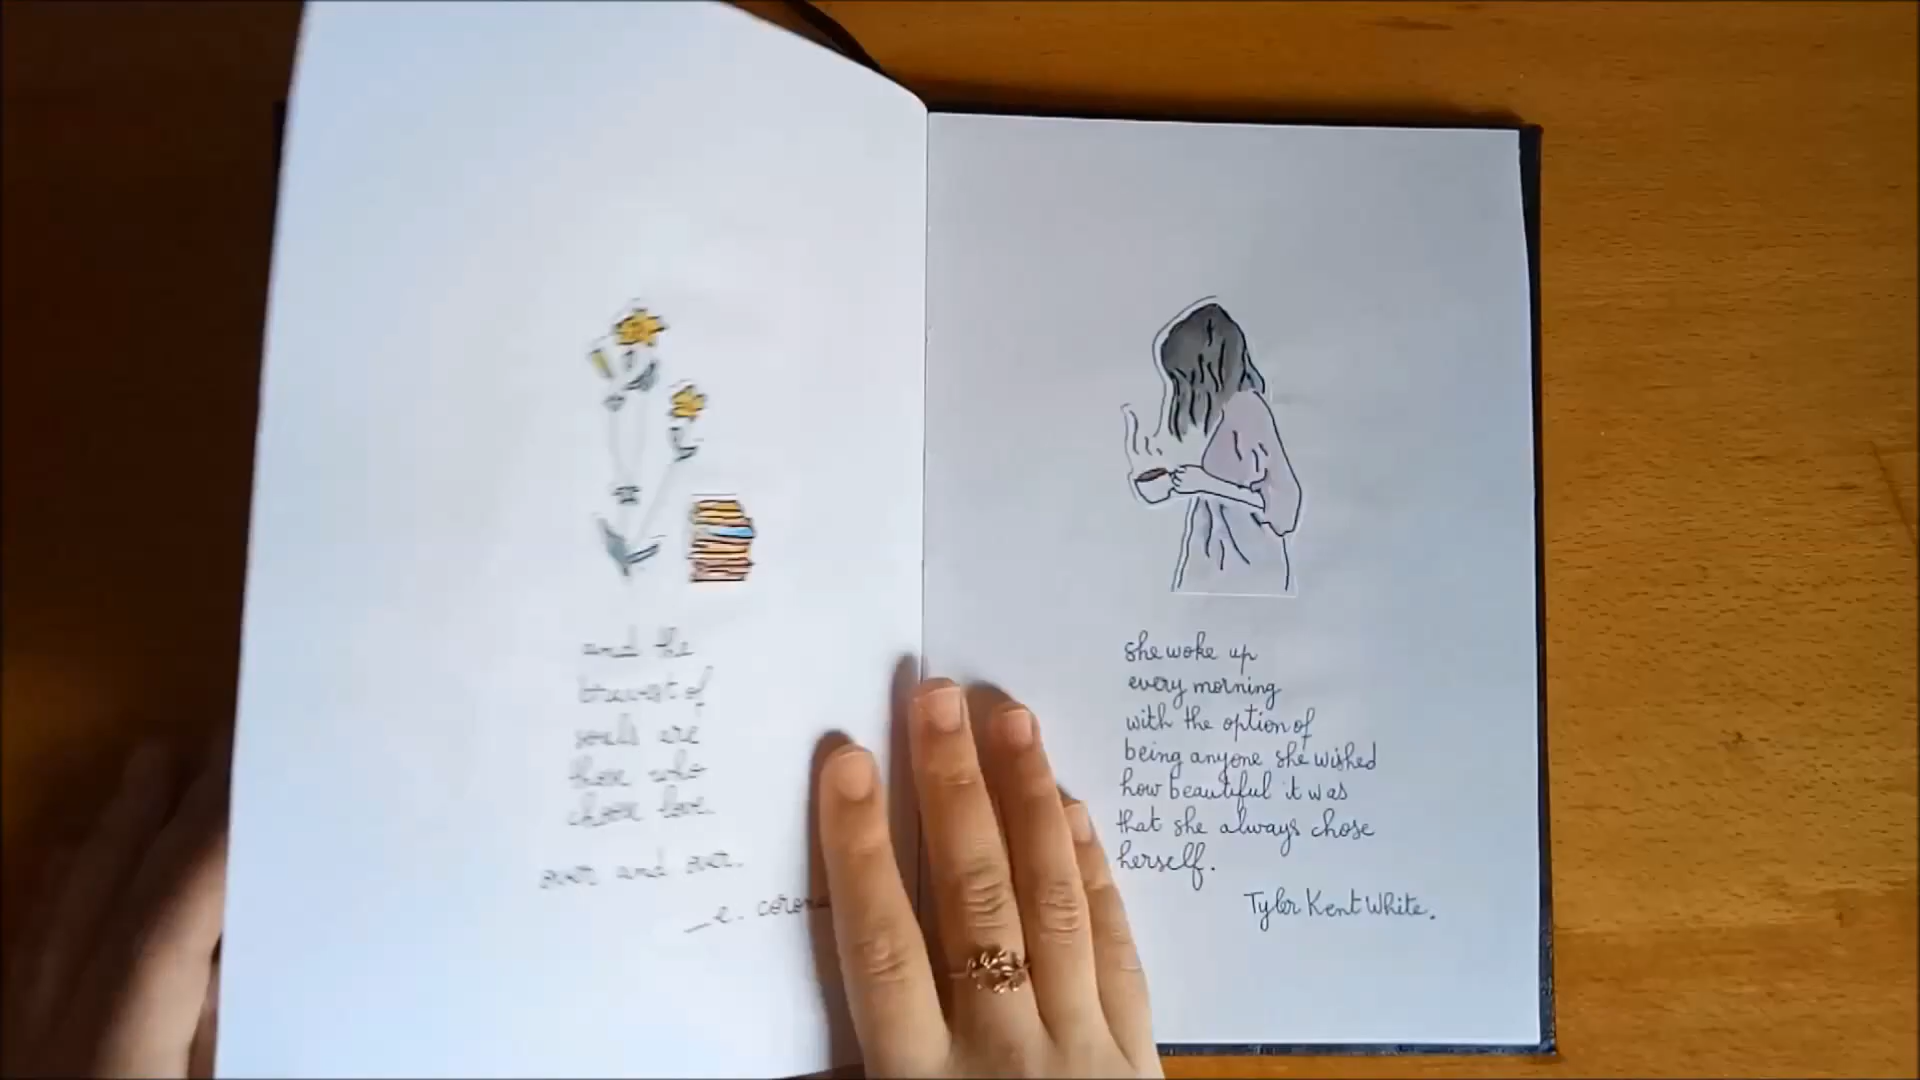 and the
bravest of
souls are
those who
choose love.
over and over.
_e. corona
she woke up
every morning
with the option of
being anyone she wished
how beautiful it was
that she always chose
herself.
Tyler Kent White.